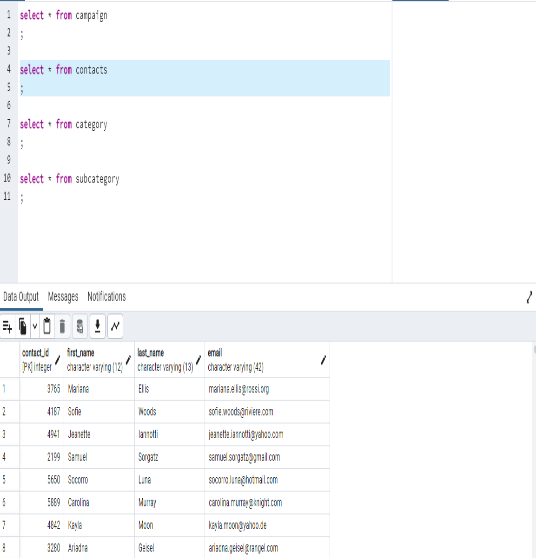 1 select * from campaign
2 ;
3
4 select * from contacts
5 ;
6
7 select * from category
8 ;
9
10 select * from subcategory
11 ;
Data Output Messages Notifications
contact_id first_name last_name email
[PK] integer character varying (12) character varying (13) character varying (42)
1 3765 Mariana Ellis mariana.ellis@rossi.org
2 4187 Sofie Woods sofie.woods@riviere.com
3 4941 Jeanette Iannotti jeanette.iannotti@yahoo.com
4 2199 Samuel Sorgatz samuel.sorgatz@gmail.com
5 5650 Socorro Luna socorro.luna@hotmail.com
6 5889 Carolina Murray carolina.murray@knight.com
7 4842 Kayla Moon kayla.moon@yahoo.de
8 3280 Ariadna Geisel ariadna.geisel@rangel.com